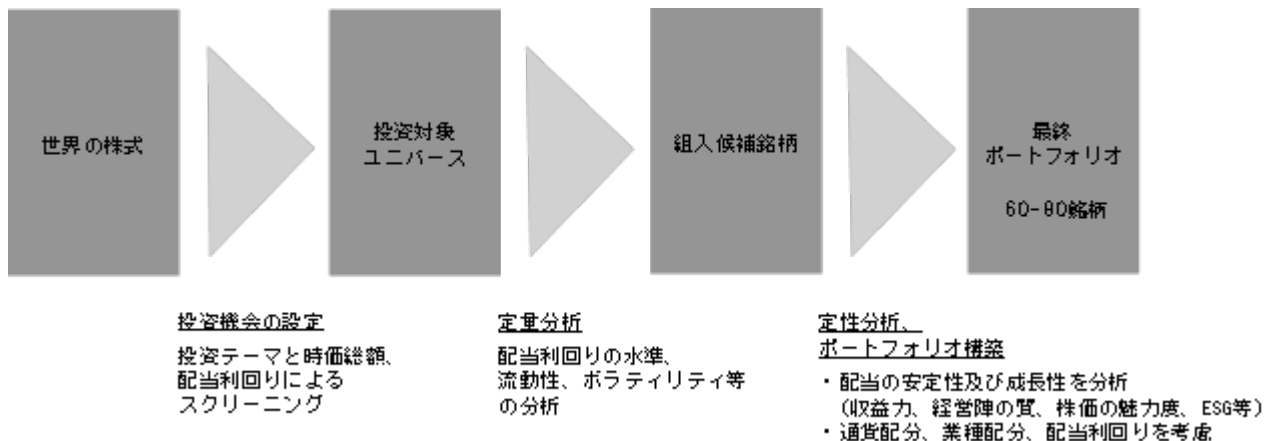 世界の株式
投資対象
ユニバース
組入候補銘柄
最終
ポートフォリオ
60-80銘柄
投資機会の設定
投資テーマと時価総額、
配当利回りによる
スクリーニング
定量分析
配当利回りの水準、
流動性、ボラティリティ等
の分析
定性分析、
ポートフォリオ構築
・配当の安定性及び成長性を分析
（収益力、経営陣の質、株価の魅力度、ESG等）
・通貨配分、業種配分、配当利回りを考慮